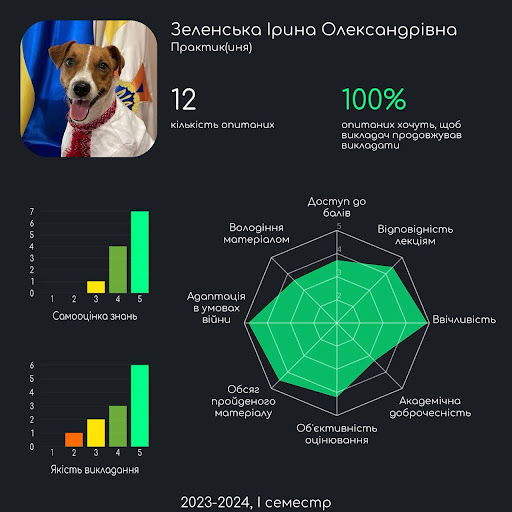 Зеленська Ірина Олександрівна
Практик(иня)
12
кількість опитаних
100%
опитаних хочуть, щоб
викладач продовжував
викладати
7
6
5
4
3
2
1
0
1 2 3 4 5
Самооцінка знань
6
5
4
3
2
1
0
1 2 3 4 5
Якість викладання
Доступ до
балів
Відповідність
лекціям
Ввічливість
Академічна
доброчесність
Об'єктивність
оцінювання
Обсяг
пройденого
матеріалу
Адаптація
в умовах
війни
Володіння
матеріалом
5
4
3
2
2023-2024, І семестр